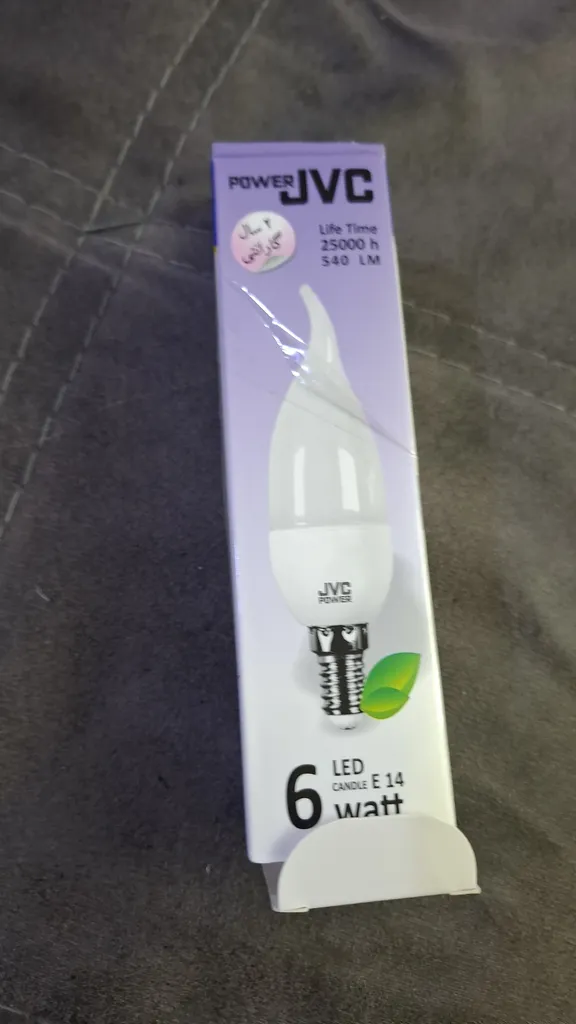 POWER JVC
۲ سال
گارانتی
Life Time
25000 h
540 LM
JVC
POWER
6 LED
CANDLE E 14
watt